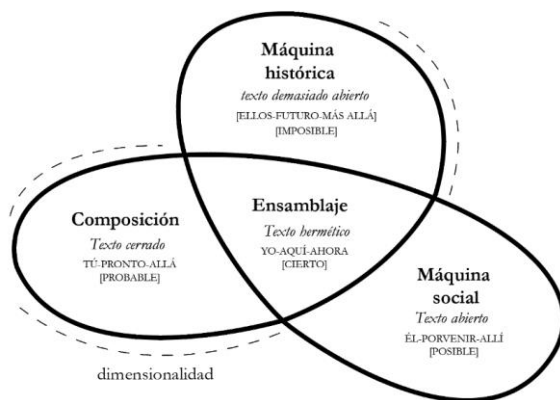 Máquina
histórica
texto demasiado abierto
[ELLOS-FUTURO-MÁS ALLÁ]
[IMPOSIBLE]
Composición
Texto cerrado
TÚ-PRONTO-ALLÁ
[PROBABLE]
Ensamblaje
Texto hermético
YO-AQUÍ-AHORA
[CIERTO]
Máquina
social
Texto abierto
ÉL-PORVENIR-ALLÍ
[POSIBLE]
dimensionalidad